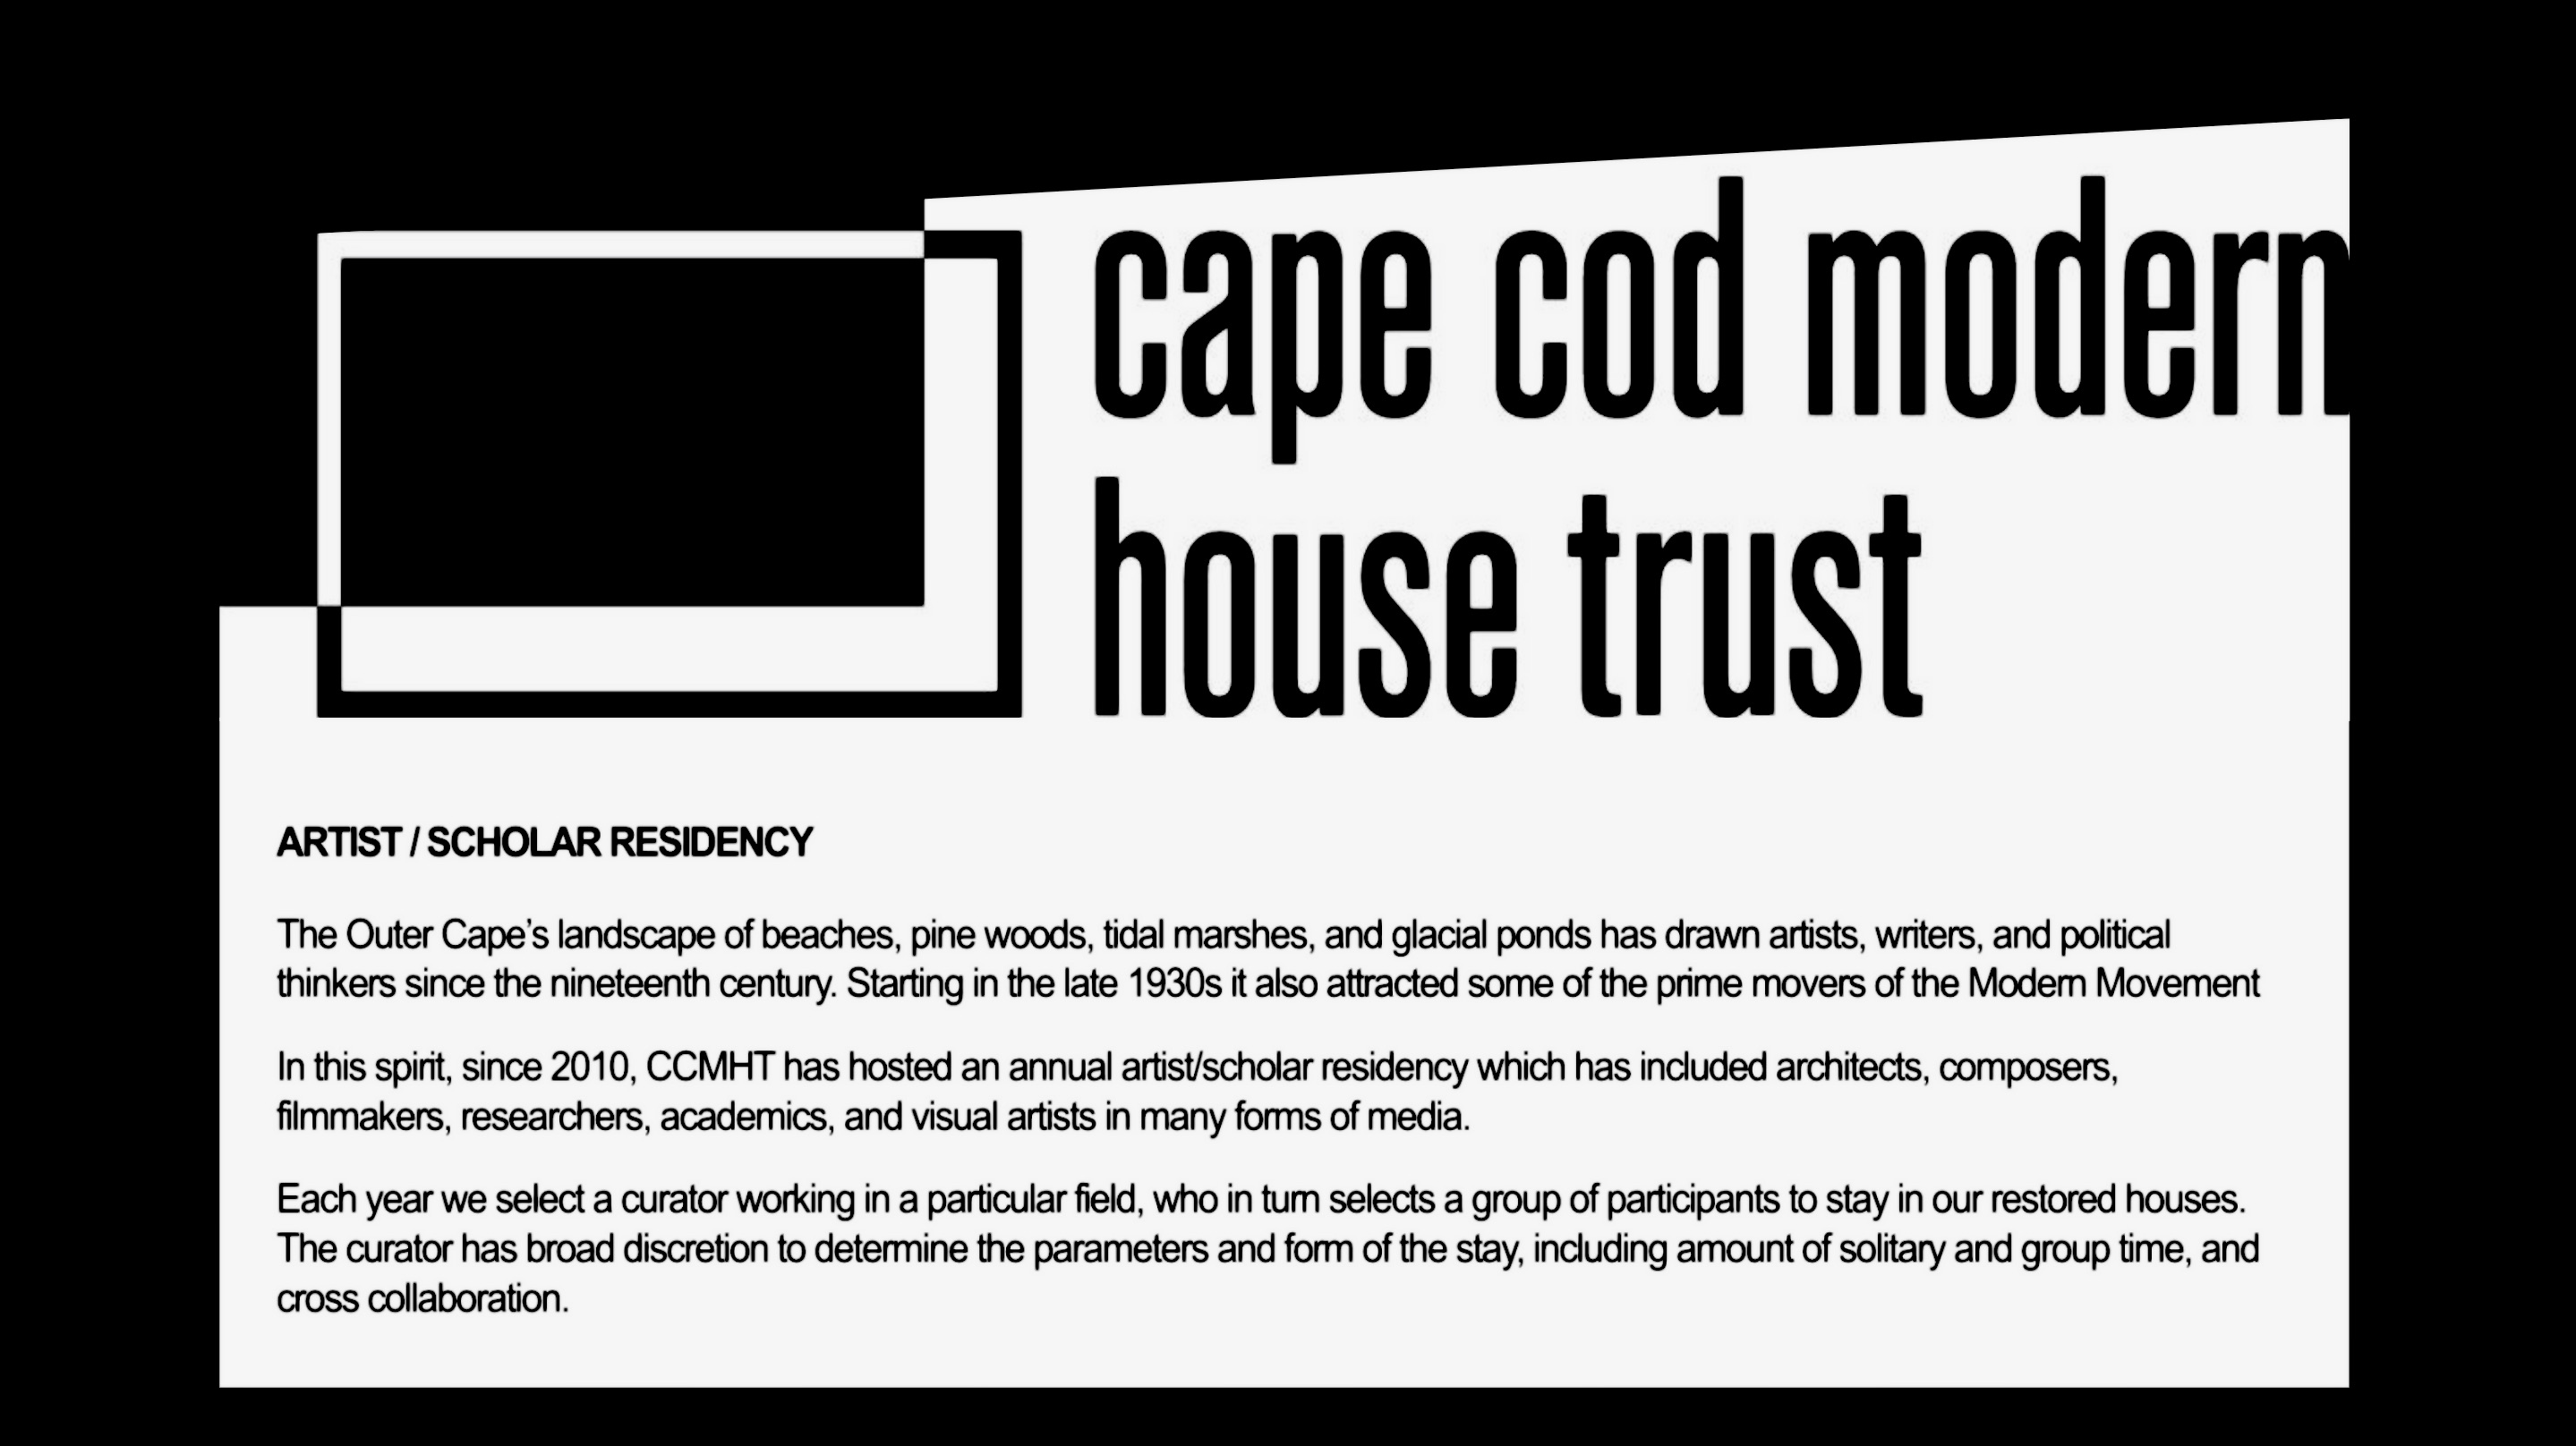 cape cod modern
house trust
ARTIST / SCHOLAR RESIDENCY
The Outer Cape’s landscape of beaches, pine woods, tidal marshes, and glacial ponds has drawn artists, writers, and political
thinkers since the nineteenth century. Starting in the late 1930s it also attracted some of the prime movers of the Modern Movement
In this spirit, since 2010, CCMHT has hosted an annual artist/scholar residency which has included architects, composers,
filmmakers, researchers, academics, and visual artists in many forms of media.
Each year we select a curator working in a particular field, who in turn selects a group of participants to stay in our restored houses.
The curator has broad discretion to determine the parameters and form of the stay, including amount of solitary and group time, and
cross collaboration.